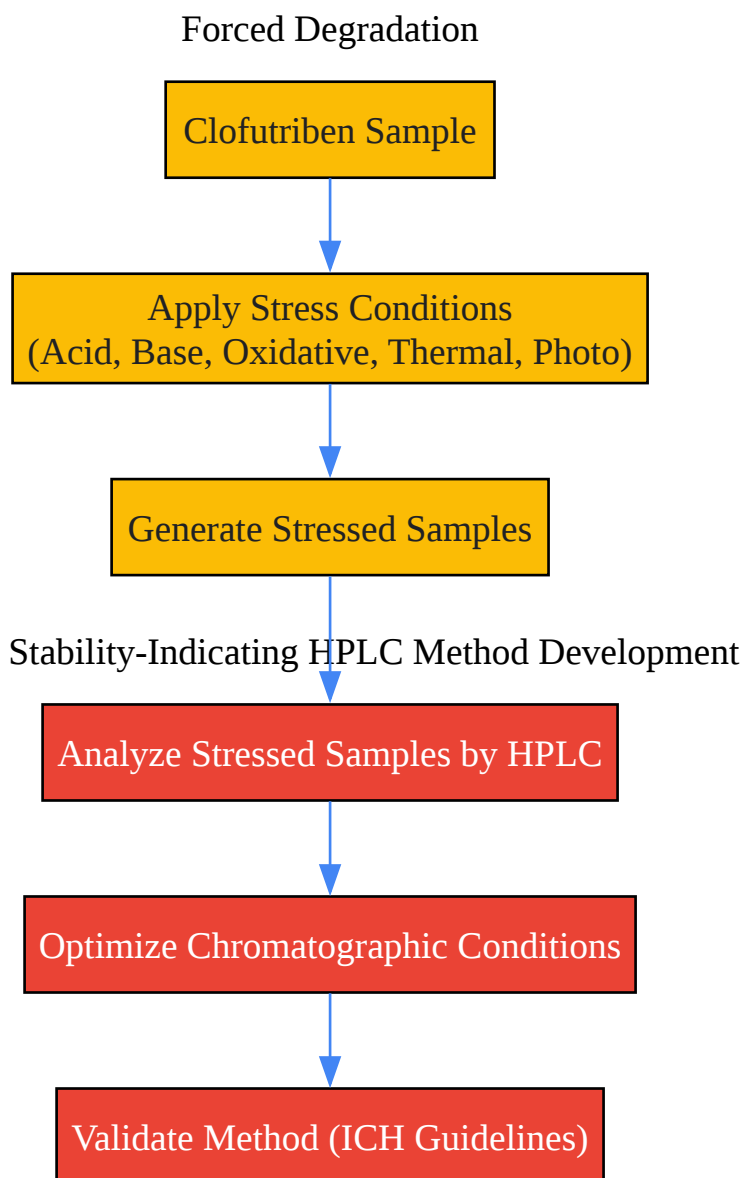 Forced Degradation
Clofutriben Sample
Apply Stress Conditions
(Acid, Base, Oxidative, Thermal, Photo)
Generate Stressed Samples
Stability-Indicating HPLC Method Development
Analyze Stressed Samples by HPLC
Optimize Chromatographic Conditions
Validate Method (ICH Guidelines)